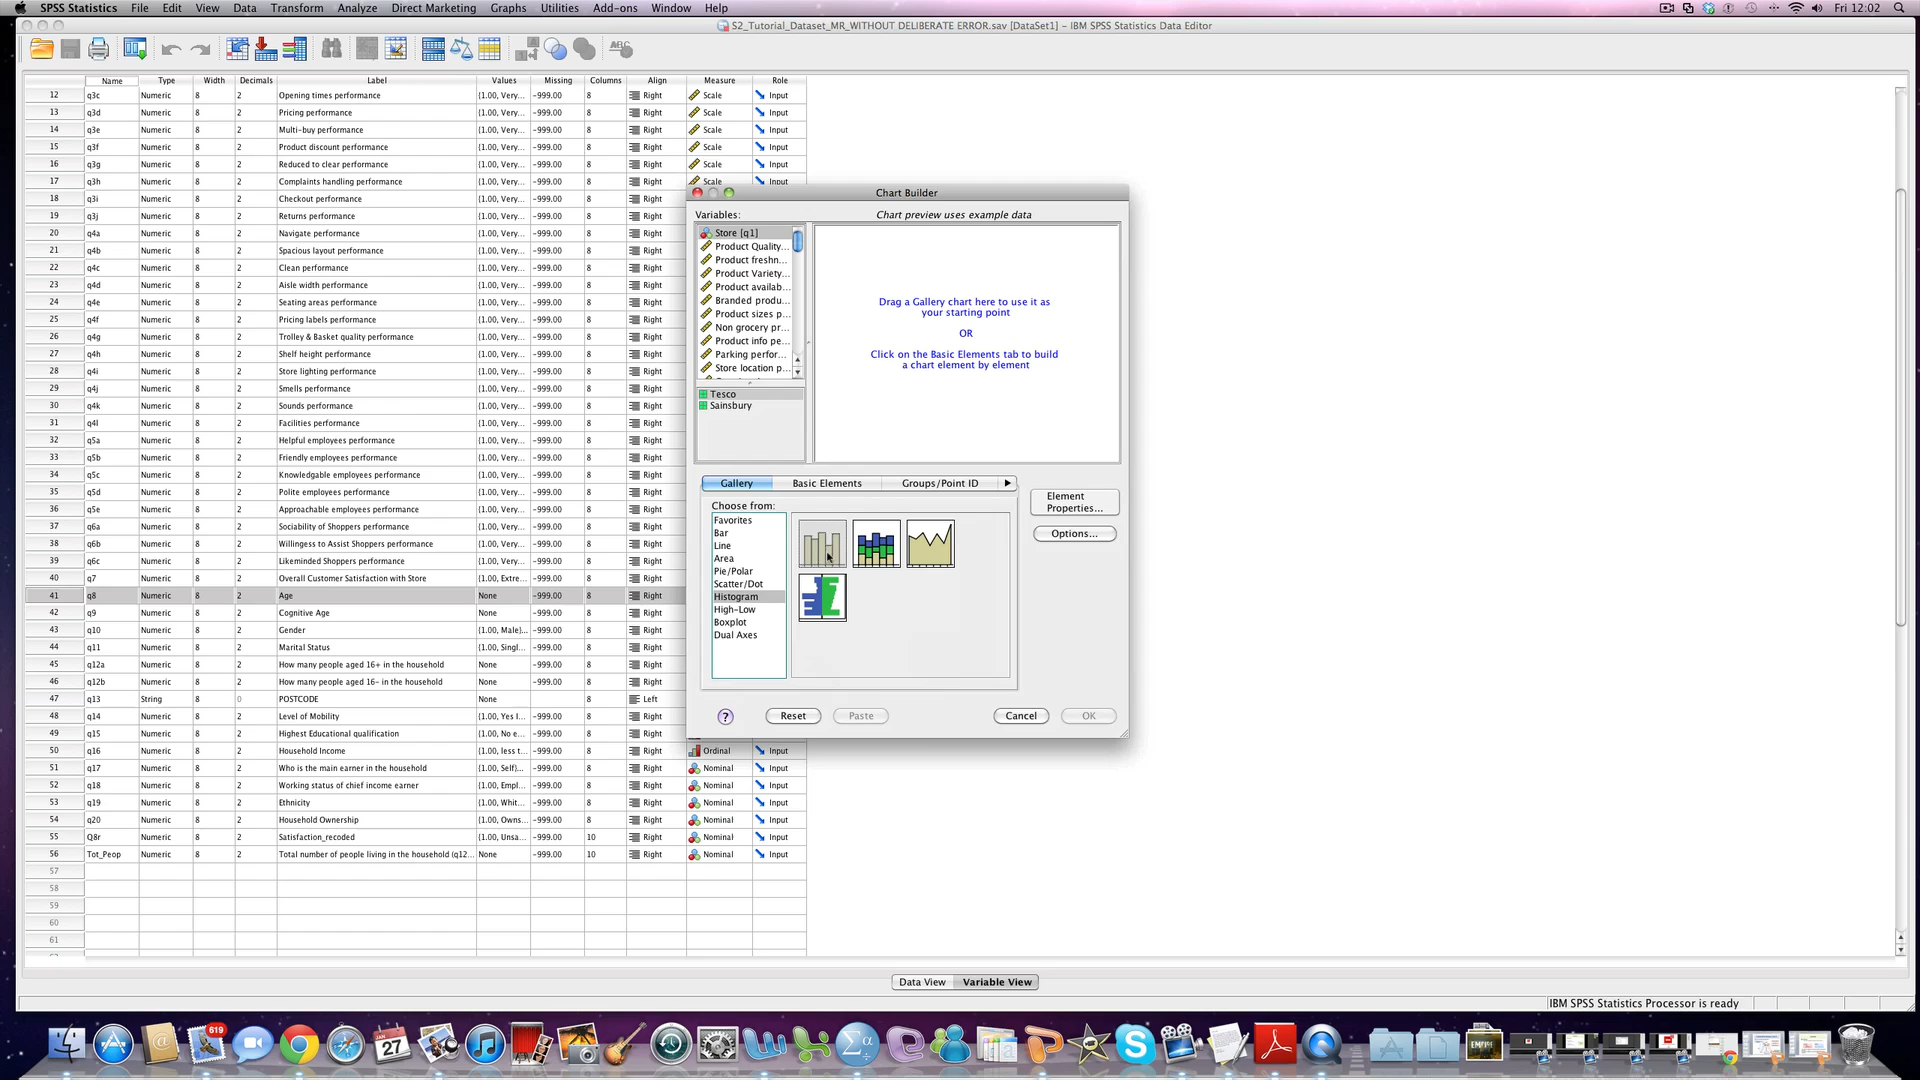 SPSS Statistics File Edit View Data Transform Analyze Direct Marketing Graphs Utilities Add-ons Window Help Fri 12:02
S2_Tutorial_Dataset_MR_WITHOUT DELIBERATE ERROR.sav [DataSet1] – IBM SPSS Statistics Data Editor
Name Type Width Decimals Label Values Missing Columns Align Measure Role
12 q3c Numeric 8 2 Opening times performance {1.00, Very... -999.00 8 Right Scale Input
13 q3d Numeric 8 2 Pricing performance {1.00, Very... -999.00 8 Right Scale Input
14 q3e Numeric 8 2 Multi-buy performance {1.00, Very... -999.00 8 Right Scale Input
15 q3f Numeric 8 2 Product discount performance {1.00, Very... -999.00 8 Right Scale Input
16 q3g Numeric 8 2 Reduced to clear performance {1.00, Very... -999.00 8 Right Scale Input
17 q3h Numeric 8 2 Complaints handling performance {1.00, Very... -999.00 8 Right Scale Input
18 q3i Numeric 8 2 Checkout performance {1.00, Very... -999.00 8 Right
19 q3j Numeric 8 2 Returns performance {1.00, Very... -999.00 8 Right
20 q4a Numeric 8 2 Navigate performance {1.00, Very... -999.00 8 Right
21 q4b Numeric 8 2 Spacious layout performance {1.00, Very... -999.00 8 Right
22 q4c Numeric 8 2 Clean performance {1.00, Very... -999.00 8 Right
23 q4d Numeric 8 2 Aisle width performance {1.00, Very... -999.00 8 Right
24 q4e Numeric 8 2 Seating areas performance {1.00, Very... -999.00 8 Right
25 q4f Numeric 8 2 Pricing labels performance {1.00, Very... -999.00 8 Right
26 q4g Numeric 8 2 Trolley & Basket quality performance {1.00, Very... -999.00 8 Right
27 q4h Numeric 8 2 Shelf height performance {1.00, Very... -999.00 8 Right
28 q4i Numeric 8 2 Store lighting performance {1.00, Very... -999.00 8 Right
29 q4j Numeric 8 2 Smells performance {1.00, Very... -999.00 8 Right
30 q4k Numeric 8 2 Sounds performance {1.00, Very... -999.00 8 Right
31 q4l Numeric 8 2 Facilities performance {1.00, Very... -999.00 8 Right
32 q5a Numeric 8 2 Helpful employees performance {1.00, Very... -999.00 8 Right
33 q5b Numeric 8 2 Friendly employees performance {1.00, Very... -999.00 8 Right
34 q5c Numeric 8 2 Knowledgable employees performance {1.00, Very... -999.00 8 Right
35 q5d Numeric 8 2 Polite employees performance {1.00, Very... -999.00 8 Right
36 q5e Numeric 8 2 Approachable employees performance {1.00, Very... -999.00 8 Right
37 q6a Numeric 8 2 Sociability of Shoppers performance {1.00, Very... -999.00 8 Right
38 q6b Numeric 8 2 Willingess to Assist Shoppers performance {1.00, Very... -999.00 8 Right
39 q6c Numeric 8 2 Likeminded Shoppers performance {1.00, Very... -999.00 8 Right
40 q7 Numeric 8 2 Overall Customer Satisfaction with Store {1.00, Extre... -999.00 8 Right
41 q8 Numeric 8 2 Age None -999.00 8 Right
42 q9 Numeric 8 2 Cognitive Age None -999.00 8 Right
43 q10 Numeric 8 2 Gender {1.00, Male}... -999.00 8 Right
44 q11 Numeric 8 2 Marital Status {1.00, Singl... -999.00 8 Right
45 q12a Numeric 8 2 How many people aged 16+ in the household None -999.00 8 Right
46 q12b Numeric 8 2 How many people aged 16- in the household None -999.00 8 Right
47 q13 String 8 0 POSTCODE None 8 Left
48 q14 Numeric 8 2 Level of Mobility {1.00, Yes I... -999.00 8 Right
49 q15 Numeric 8 2 Highest Educational qualification {1.00, No e... -999.00 8 Right
50 q16 Numeric 8 2 Household Income {1.00, less t... -999.00 8 Right Ordinal Input
51 q17 Numeric 8 2 Who is the main earner in the household {1.00, Self}... -999.00 8 Right Nominal Input
52 q18 Numeric 8 2 Working status of chief income earner {1.00, Empl... -999.00 8 Right Nominal Input
53 q19 Numeric 8 2 Ethnicity {1.00, Whit... -999.00 8 Right Nominal Input
54 q20 Numeric 8 2 Household Ownership {1.00, Owns... -999.00 8 Right Nominal Input
55 Q8r Numeric 8 2 Satisfaction_recoded {1.00, Unsa... -999.00 10 Right Nominal Input
56 Tot_Peop Numeric 8 2 Total number of people living in the household (q12... None -999.00 10 Right Nominal Input
57
58
59
60
61
Chart Builder
Variables: Chart preview uses example data
Store [q1]
Product Quality...
Product freshn...
Product Variety...
Product availab...
Branded produ...
Product sizes p...
Non grocery pr...
Product info pe...
Parking perfor...
Store location p...
Tesco
Sainsbury
Drag a Gallery chart here to use it as
your starting point
OR
Click on the Basic Elements tab to build
a chart element by element
Gallery Basic Elements Groups/Point ID
Choose from:
Favorites
Bar
Line
Area
Pie/Polar
Scatter/Dot
Histogram
High-Low
Boxplot
Dual Axes
Element
Properties...
Options...
? Reset Paste Cancel OK
Data View Variable View
IBM SPSS Statistics Processor is ready
619
JAN
27
EMPIRE